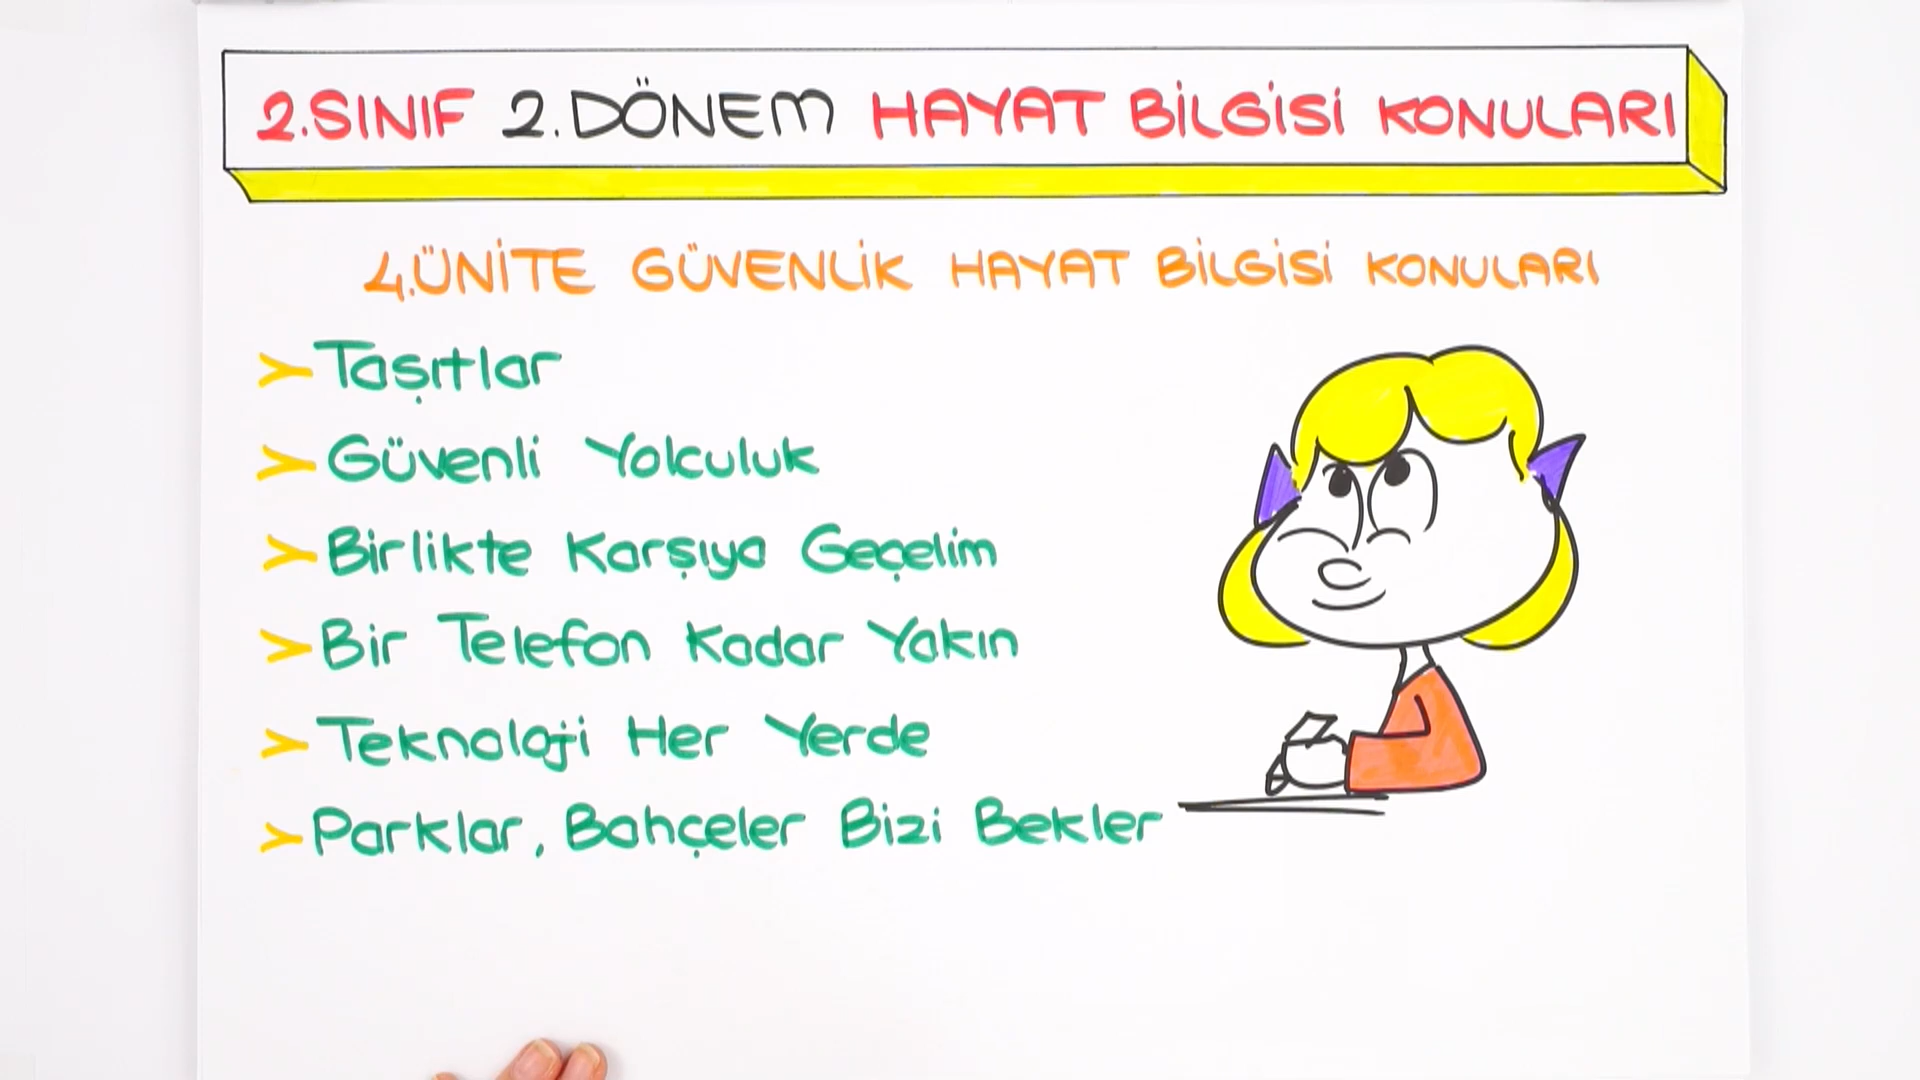 2.SINIF 2.DÖNEM HAYAT BİLGİSİ KONULARI
4.ÜNİTE GÜVENLİK HAYAT BİLGİSİ KONULARI
Taşıtlar
Güvenli Yolculuk
Birlikte Karşıya Geçelim
Bir Telefon Kadar Yakın
Teknoloji Her Yerde
Parklar, Bahçeler Bizi Bekler